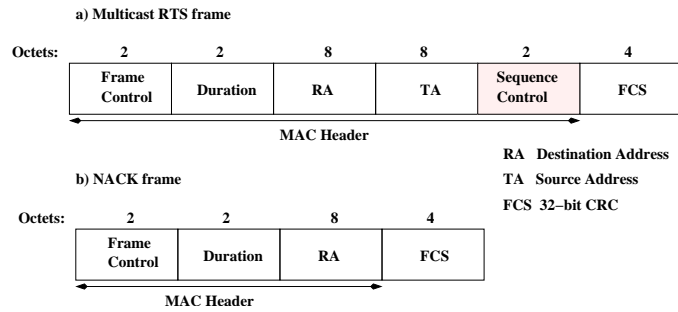 a) Multicast RTS frame
Octets: 2 2 8 8 2 4
Frame Control Duration RA TA Sequence Control FCS
MAC Header
RA Destination Address
TA Source Address
FCS 32−bit CRC
b) NACK frame
Octets: 2 2 8 4
Frame Control Duration RA FCS
MAC Header